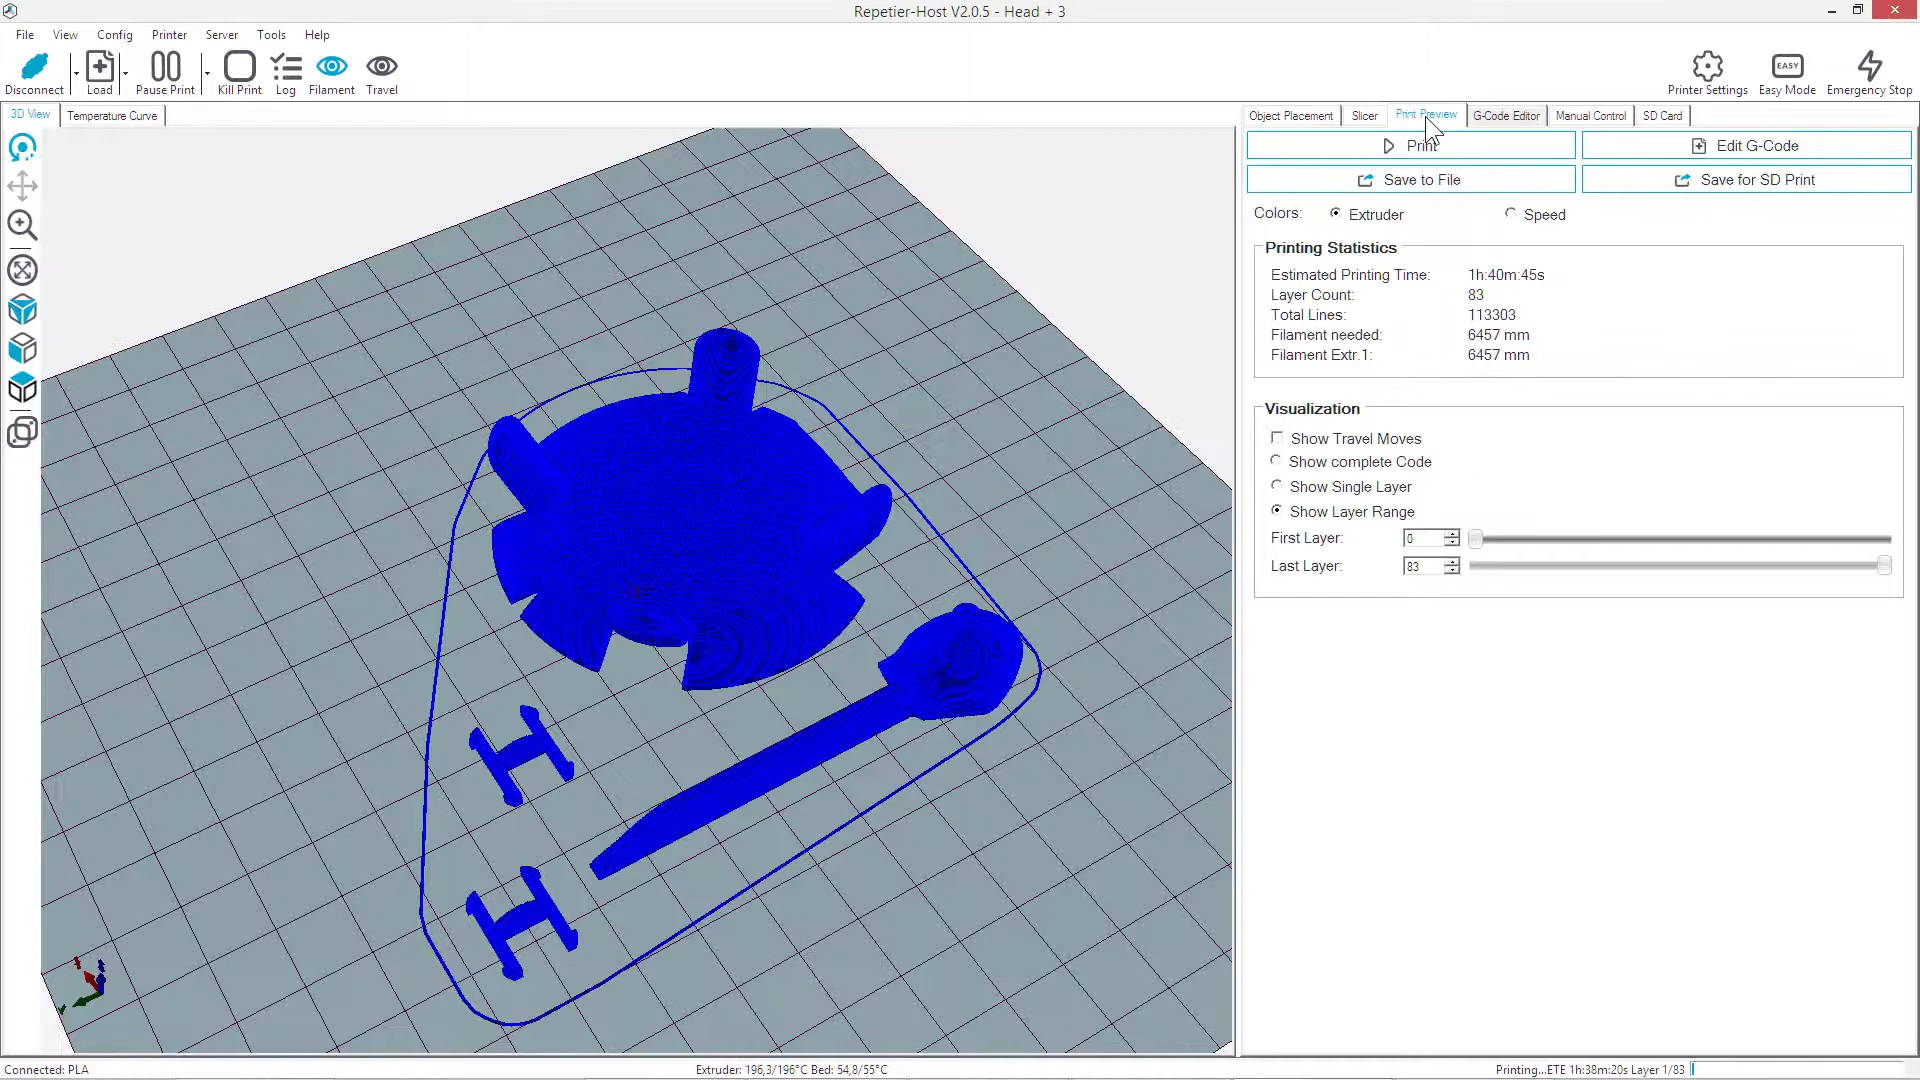 Repetier-Host V2.0.5 - Head + 3
File View Config Printer Server Tools Help
Disconnect Load Pause Print Kill Print Log Filament Travel
EASY
Printer Settings Easy Mode Emergency Stop
3D View Temperature Curve
Object Placement Slicer Print Preview G-Code Editor Manual Control SD Card
Print Edit G-Code
Save to File Save for SD Print
Colors: Extruder Speed
Printing Statistics
Estimated Printing Time: 1h:40m:45s
Layer Count: 83
Total Lines: 113303
Filament needed: 6457 mm
Filament Extr.1: 6457 mm
Visualization
Show Travel Moves
Show complete Code
Show Single Layer
Show Layer Range
First Layer: 0
Last Layer: 83
Connected: PLA
Extruder: 196,3/196°C Bed: 54,8/55°C
Printing...ETE 1h:38m:20s Layer 1/83